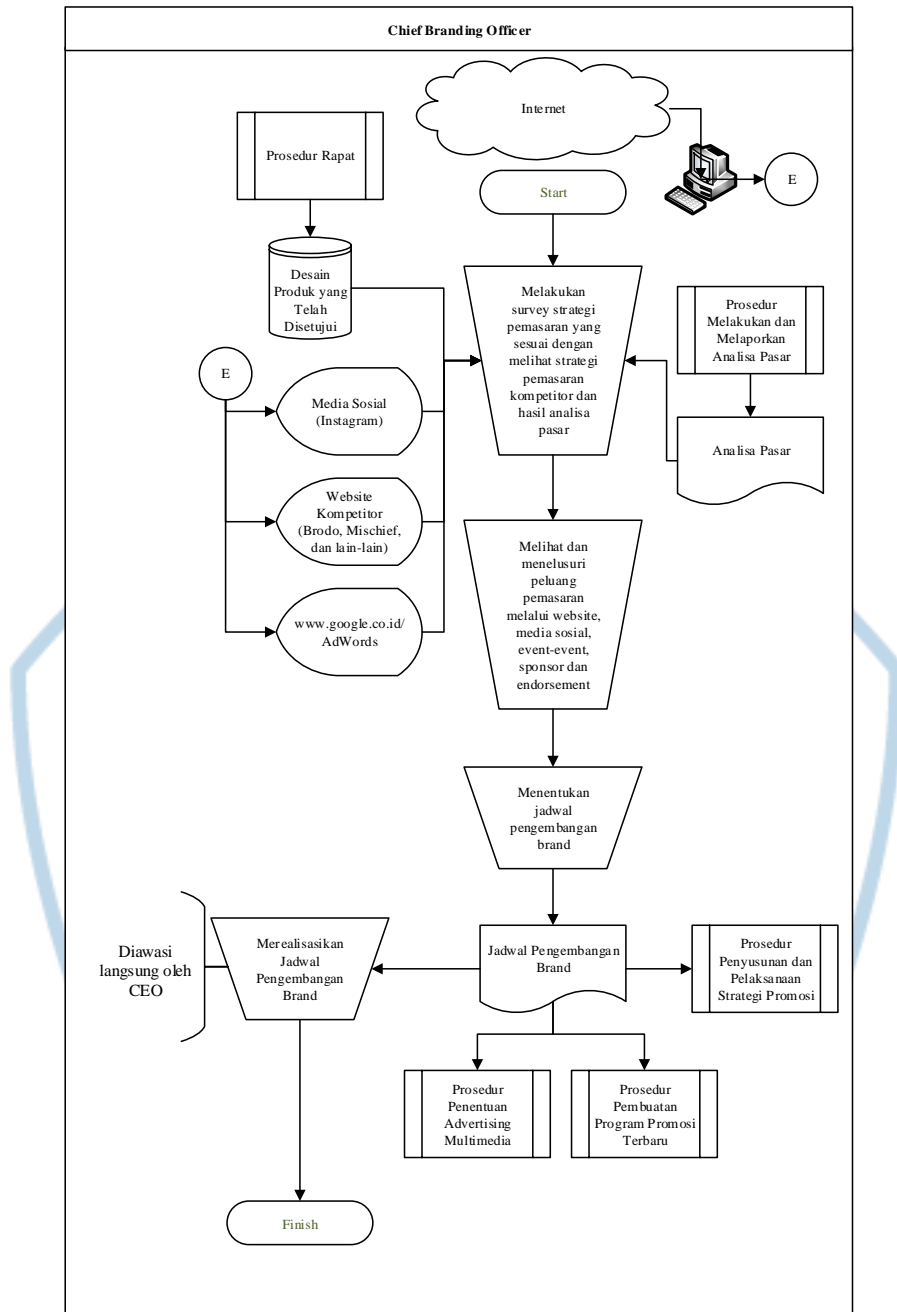 Chief Branding Officer
Internet
Prosedur Rapat
E
Start
Desain
Produk yang
Telah
Disetujui
Melakukan
survey strategi
pemasaran yang
sesuai dengan
melihat strategi
pemasaran
kompetitor dan
hasil analisa
pasar
Prosedur
Melakukan dan
Melaporkan
Analisa Pasar
E
Media Sosial
(Instagram)
Analisa Pasar
Website
Kompetitor
(Brodo, Mischief,
dan lain-lain)
Melihat dan
menelusuri
peluang
pemasaran
melalui website,
media sosial,
event-event,
sponsor dan
endorsement
www.google.co.id/
AdWords
Menentukan
jadwal
pengembangan
brand
Diawasi
langsung oleh
CEO
Merealisasikan
Jadwal
Pengembangan
Brand
Jadwal Pengembangan
Brand
Prosedur
Penyusunan dan
Pelaksanaan
Strategi Promosi
Prosedur
Penentuan
Advertising
Multimedia
Prosedur
Pembuatan
Program Promosi
Terbaru
Finish